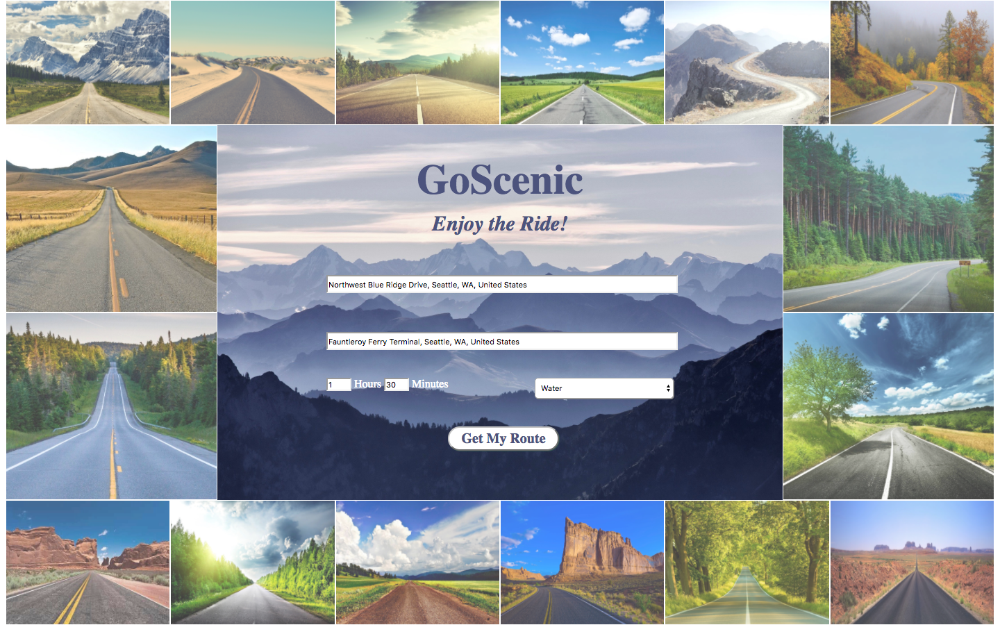 GoScenic
Enjoy the Ride!
Northwest Blue Ridge Drive, Seattle, WA, United States
Fauntleroy Ferry Terminal, Seattle, WA, United States
1 Hours 30 Minutes Water
Get My Route